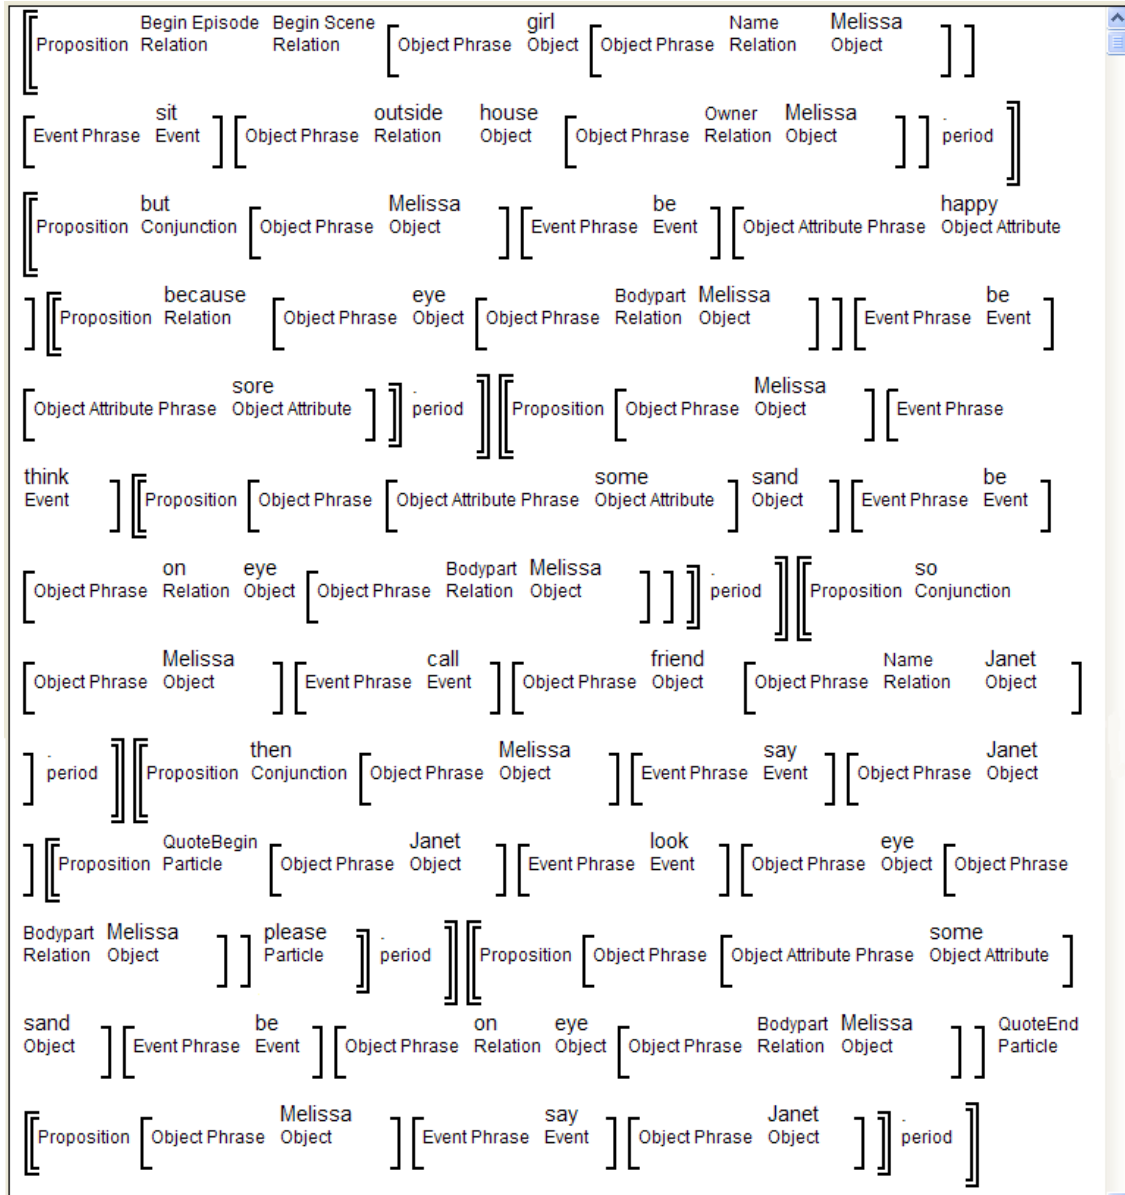 Begin Episode Begin Scene girl Name Melissa
Proposition Relation Relation Object Phrase Object Object Phrase Relation Object
sit outside house Owner Melissa .
Event Phrase Event Object Phrase Relation Object Object Phrase Relation Object period
but Melissa be happy
Proposition Conjunction Object Phrase Object Event Phrase Event Object Attribute Phrase Object Attribute
because eye Bodypart Melissa be
Proposition Relation Object Phrase Object Object Phrase Relation Object Event Phrase Event
sore . Melissa
Object Attribute Phrase Object Attribute period Proposition Object Phrase Object Event Phrase
think some sand be
Event Proposition Object Phrase Object Attribute Phrase Object Attribute Object Event Phrase Event
on eye Bodypart Melissa . so
Object Phrase Relation Object Object Phrase Relation Object period Proposition Conjunction
Melissa call friend Name Janet
Object Phrase Object Event Phrase Event Object Phrase Object Object Phrase Relation Object
. then Melissa say Janet
period Proposition Conjunction Object Phrase Object Event Phrase Event Object Phrase Object
QuoteBegin Janet look eye
Proposition Particle Object Phrase Object Event Phrase Event Object Phrase Object Object Phrase
Bodypart Melissa please . some
Relation Object Particle period Proposition Object Phrase Object Attribute Phrase Object Attribute
sand be on eye Bodypart Melissa QuoteEnd
Object Event Phrase Event Object Phrase Relation Object Object Phrase Relation Object Particle
Melissa say Janet .
Proposition Object Phrase Object Event Phrase Event Object Phrase Object period